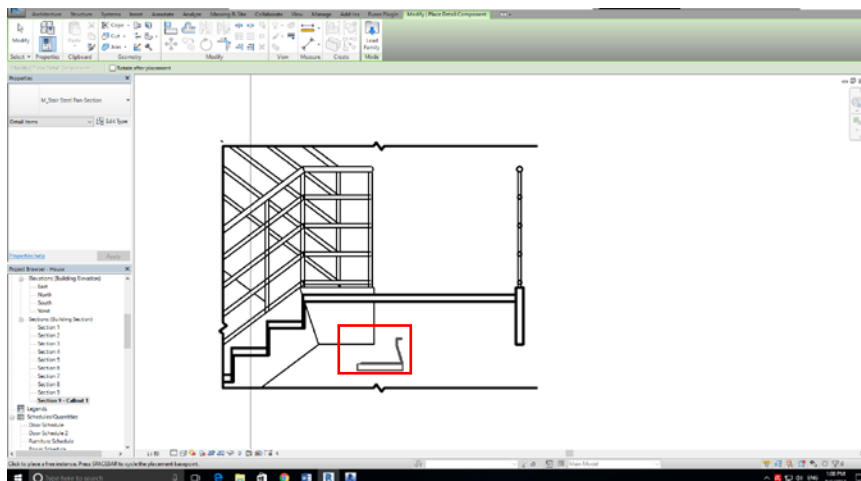 Architecture Structure Systems Insert Annotate Analyze Massing & Site Collaborate View Manage Add-Ins Modify | Place Detail Component
Modify
Cope
Cut
Join
Paste
Load
Family
Select Properties Clipboard Geometry Modify View Measure Create Mode
Rotate after placement
Properties
M_Stair Steel Pan-Section
Detail Items
Edit Type
Properties help
Apply
Project Browser - House
Elevations (Building Elevation)
East
North
South
West
Sections (Building Section)
Section 1
Section 2
Section 3
Section 4
Section 5
Section 6
Section 7
Section 8
Section 9
Section 9 - Callout 1
Legends
Schedules/Quantities
Door Schedule
Door Schedule 2
Furniture Schedule
Click to place a free instance. Press SPACEBAR to cycle the placement basepoint.
Main Model
Type here to search
ENG
1:08 PM